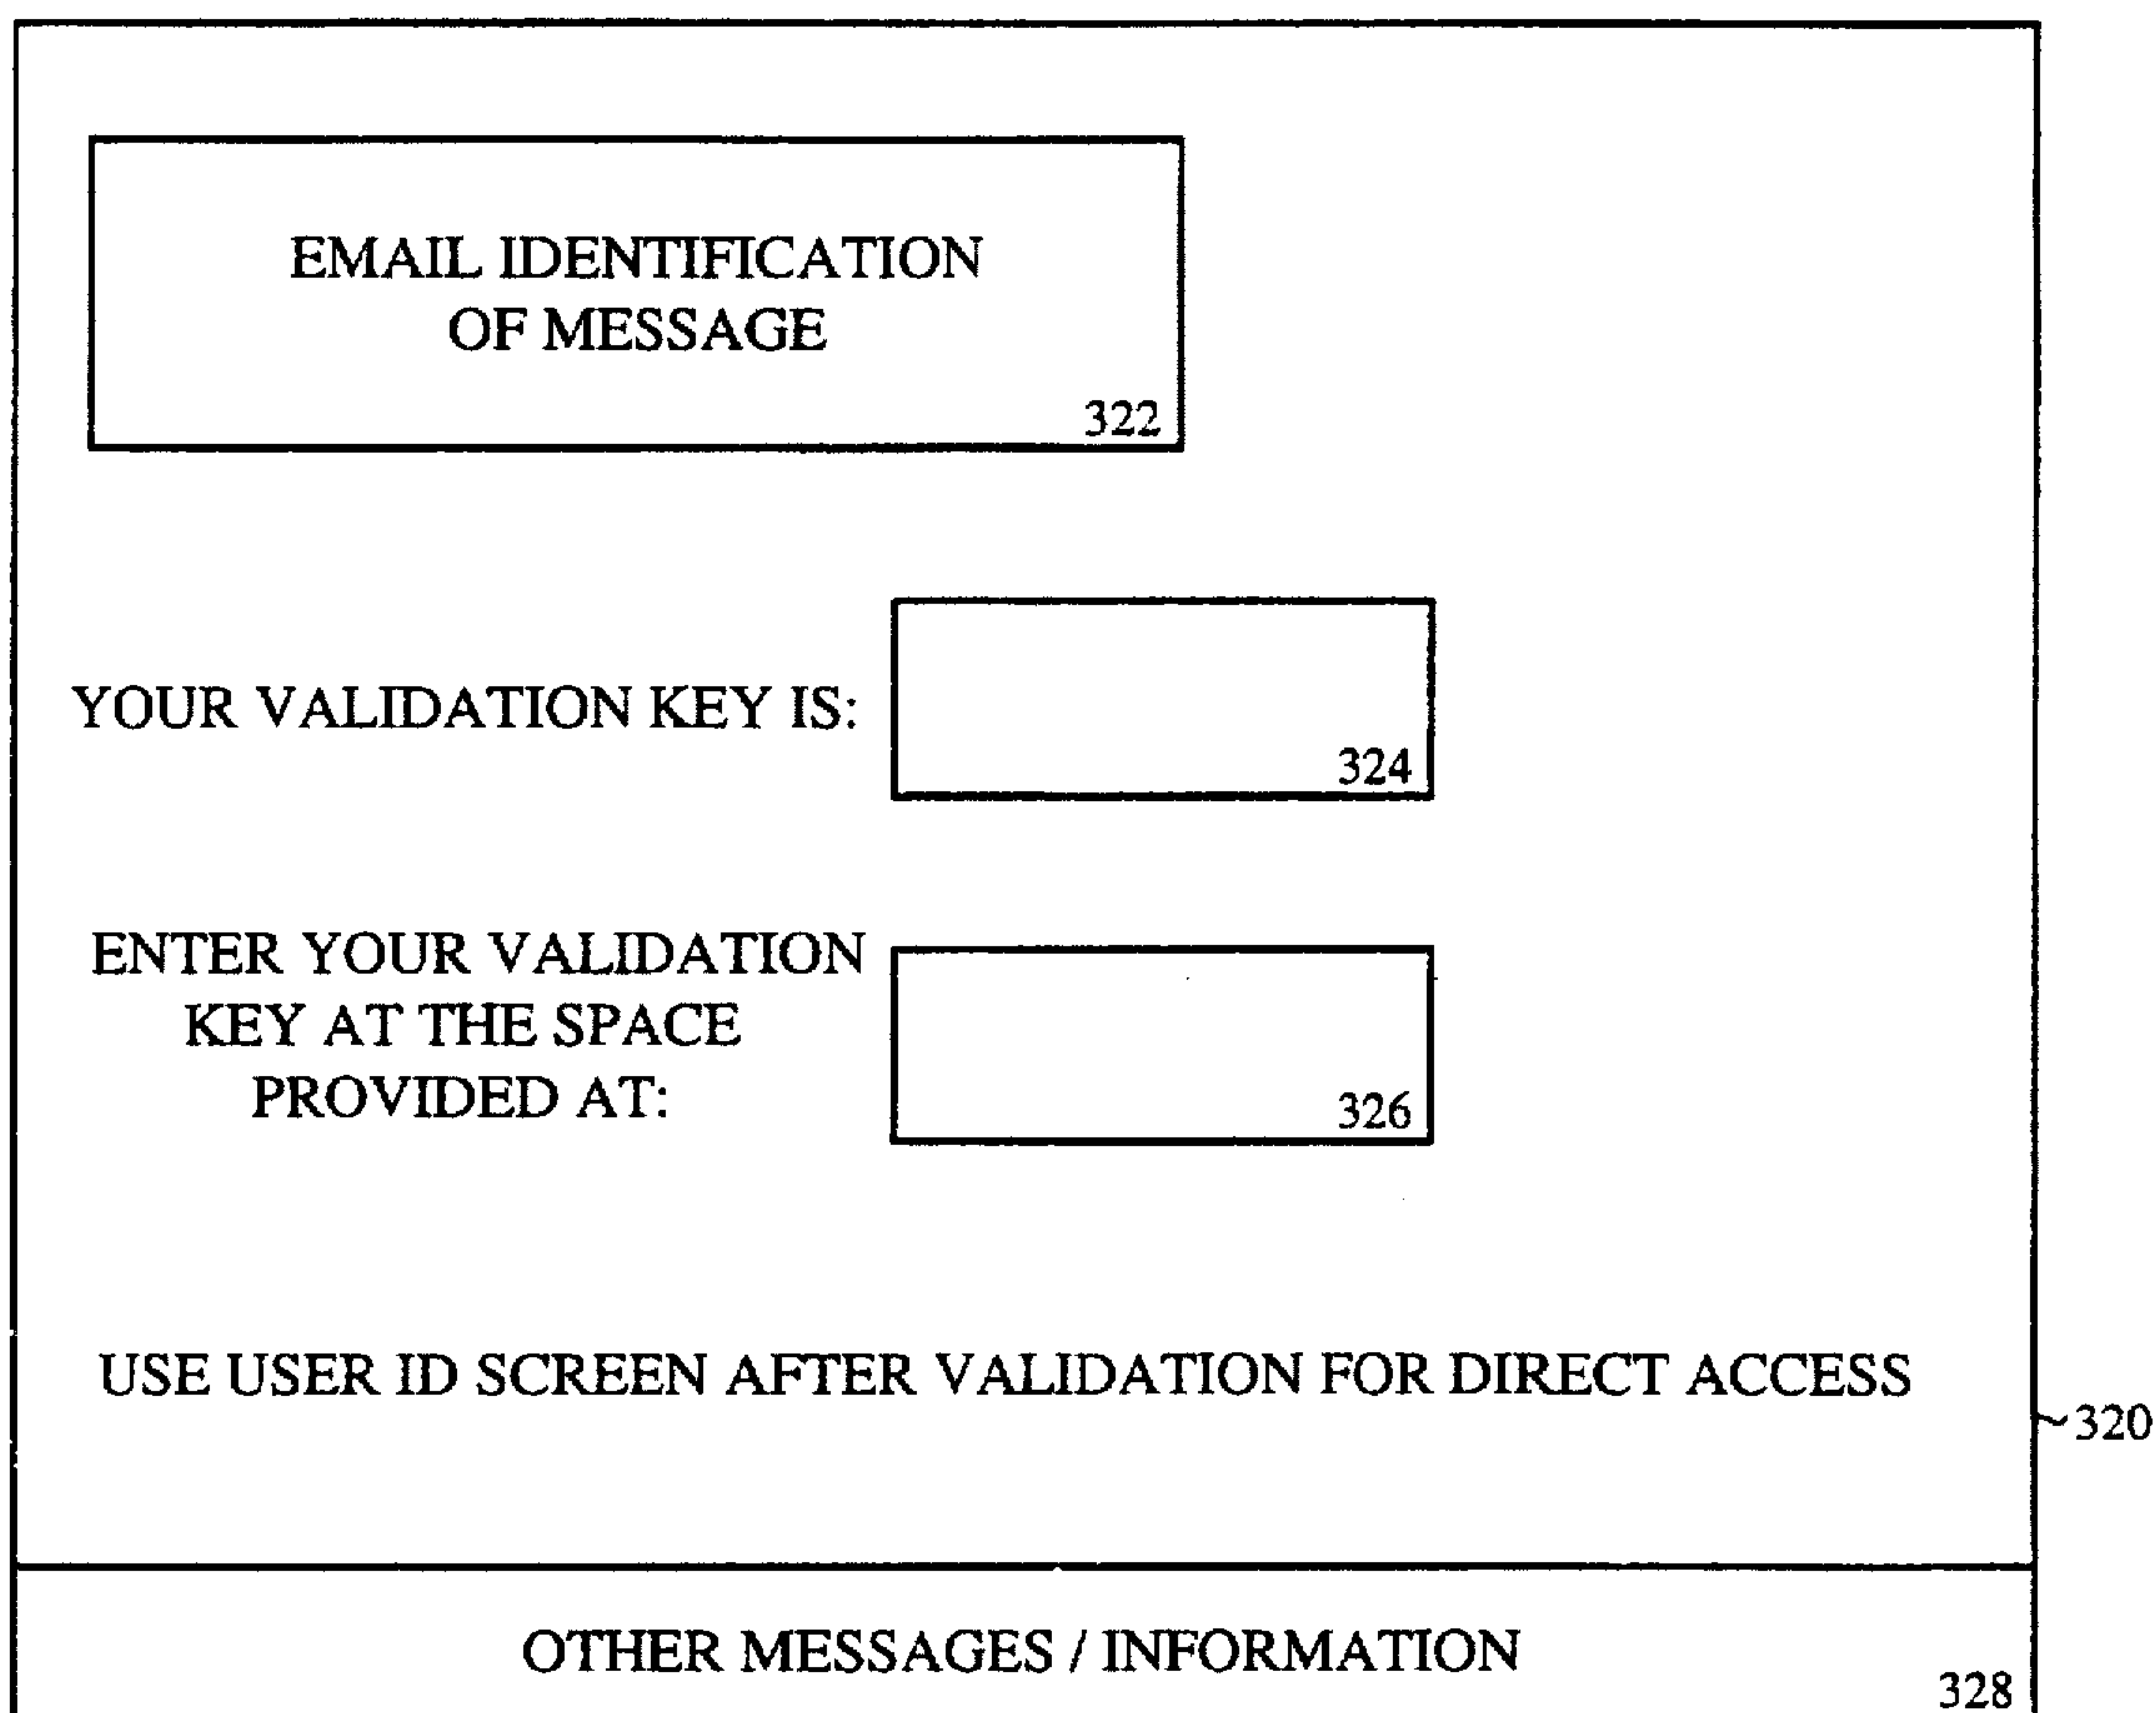 EMAIL IDENTIFICATION
OF MESSAGE
322
YOUR VALIDATION KEY IS:
324
ENTER YOUR VALIDATION
KEY AT THE SPACE
PROVIDED AT:
326
USE USER ID SCREEN AFTER VALIDATION FOR DIRECT ACCESS
320
OTHER MESSAGES / INFORMATION
328